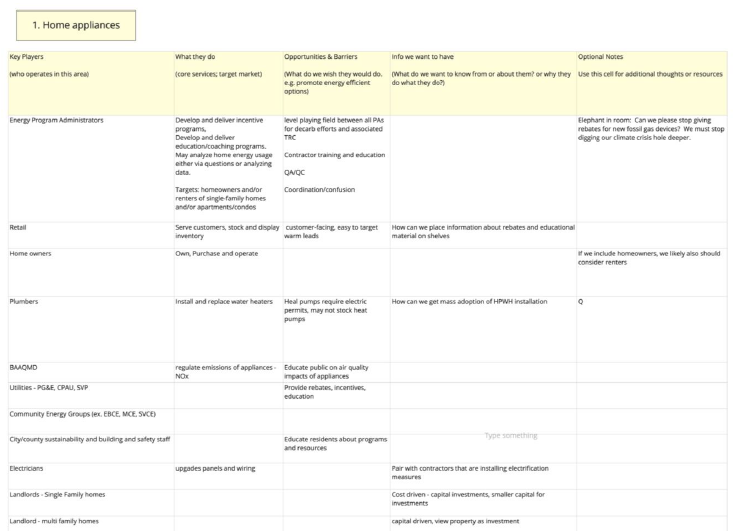 1. Home appliances
Key Players
What they do
Opportunities & Barriers
Info we want to have
Optional Notes
(who operates in this area)
(core services; target market)
(What do we wish they would do.
e.g. promote energy efficient
options)
(What do we want to know from or about them? or why they
do what they do?)
Use this cell for additional thoughts or resources
Energy Program Administrators
Develop and deliver incentive
programs,
Develop and deliver
education/coaching programs.
May analyze home energy usage
either via questions or analyzing
data.
Targets: homeowners and/or
renters of single-family homes
and/or apartments/condos
level playing field between all PAs
for decarb efforts and associated
TRC
Contractor training and education
QA/QC
Coordination/confusion
Elephant in room: Can we please stop giving
rebates for new fossil gas devices? We must stop
digging our climate crisis hole deeper.
Retail
Serve customers, stock and display
inventory
customer-facing, easy to target
warm leads
How can we place information about rebates and educational
material on shelves
Home owners
Own, Purchase and operate
If we include homeowners, we likely also should
consider renters
Plumbers
Install and replace water heaters
Heal pumps require electric
permits, may not stock heat
pumps
How can we get mass adoption of HPWH installation
Q
BAAQMD
regulate emissions of appliances -
NOx
Educate public on air quality
impacts of appliances
Utilities - PG&E, CPAU, SVP
Provide rebates, incentives,
education
Community Energy Groups (ex. EBCE, MCE, SVCE)
City/county sustainability and building and safety staff
Educate residents about programs
and resources
Type something
Electricians
upgades panels and wiring
Pair with contractors that are installing electrification
measures
Landlords - Single Family homes
Cost driven - capital investments, smaller capital for
investments
Landlord - multi family homes
capital driven, view property as investment